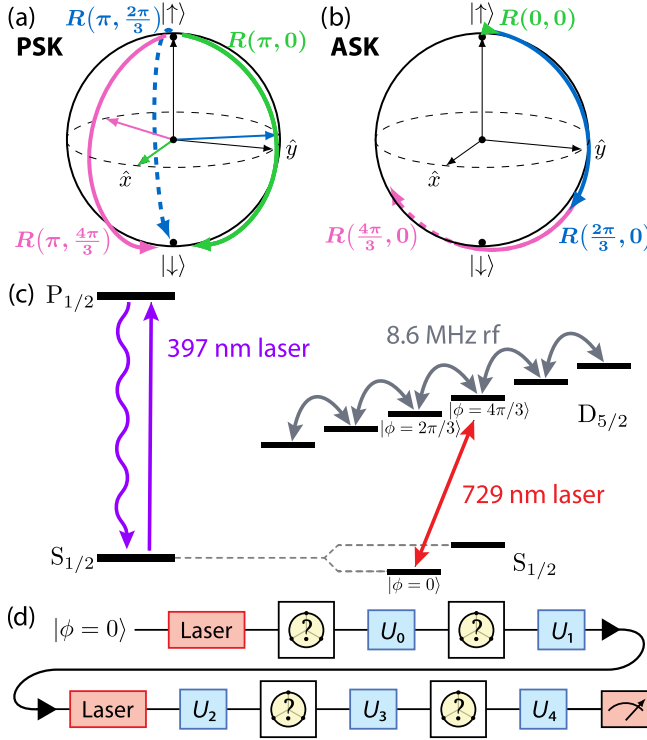 (a)
PSK
R(π, 2π/3)
|↑⟩
R(π, 0)
x̂
ŷ
R(π, 4π/3)
|↓⟩
(b)
ASK
|↑⟩
R(0, 0)
x̂
ŷ
R(4π/3, 0)
R(2π/3, 0)
|↓⟩
(c)
P1/2
397 nm laser
8.6 MHz rf
|ϕ = 4π/3⟩
|ϕ = 2π/3⟩
D5/2
729 nm laser
S1/2
S1/2
|ϕ=0⟩
(d)
|ϕ = 0⟩
Laser
?
U0
?
U1
Laser
U2
?
U3
?
U4